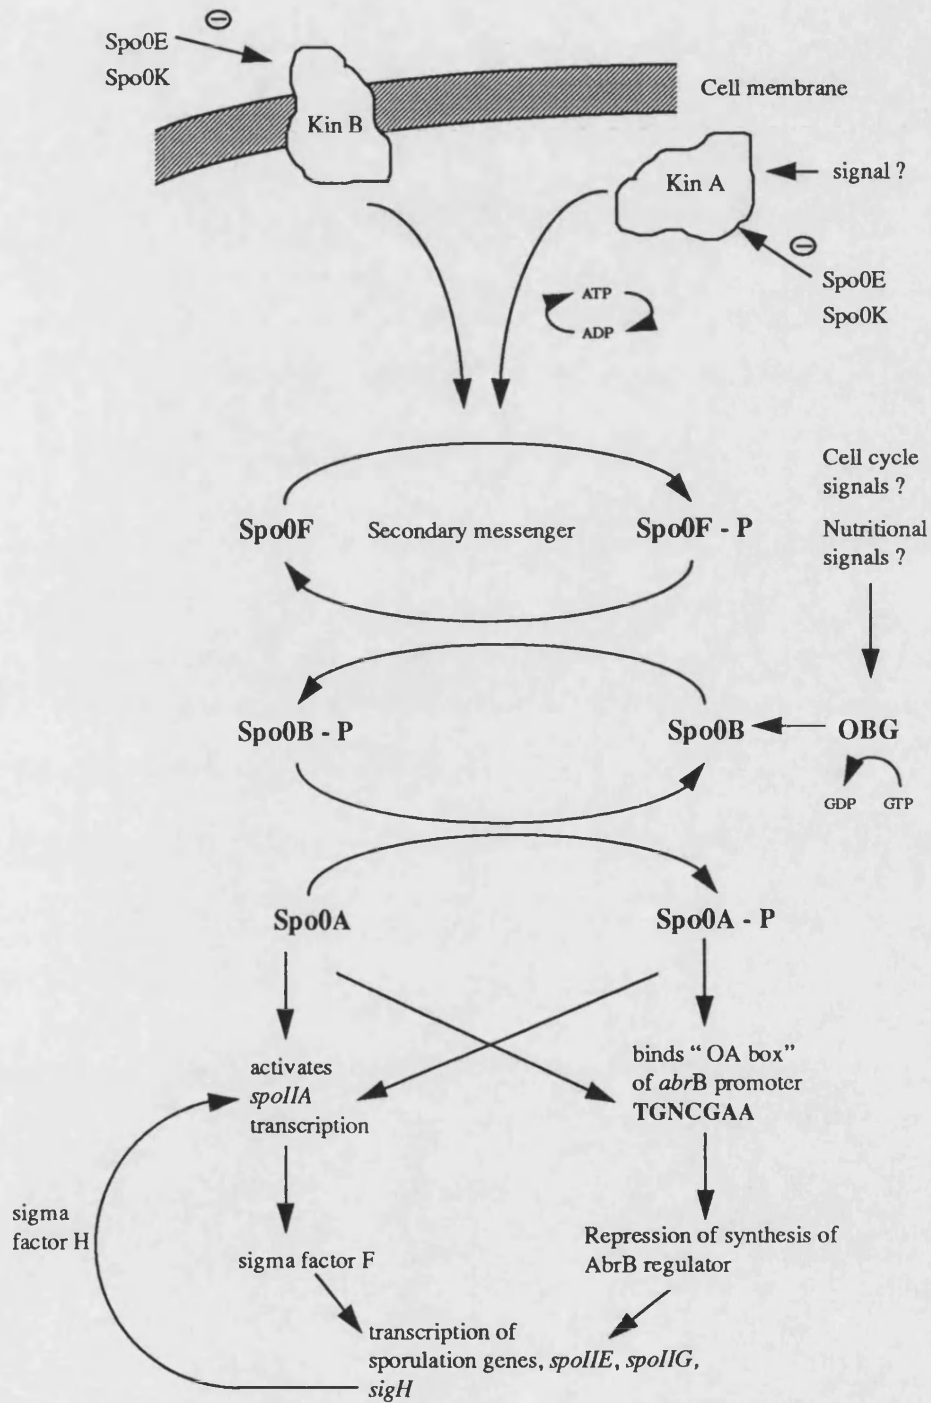 Spo0E
Spo0K
Kin B
Cell membrane
Kin A
signal ?
Spo0E
Spo0K
ATP
ADP
Cell cycle
signals ?
Nutritional
signals ?
Spo0F
Secondary messenger
Spo0F - P
Spo0B - P
Spo0B
OBG
GDP
GTP
Spo0A
Spo0A - P
activates
spoIIA
transcription
binds “ OA box”
of abrB promoter
TGNCGAA
sigma
factor H
sigma factor F
Repression of synthesis of
AbrB regulator
transcription of
sporulation genes, spoIIE, spoIIG,
sigH